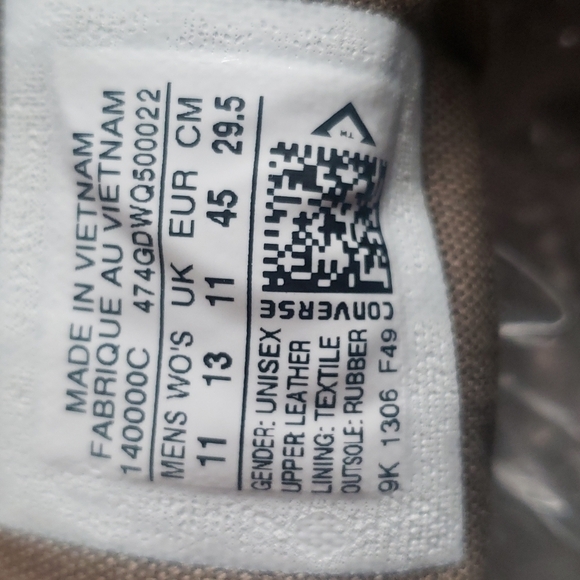 MADE IN VIETNAM
FABRIQUE AU VIETNAM
140000C 474GDWQ500022
MENS WO'S UK EUR CM
11 13 11 45 29.5
GENDER: UNISEX
UPPER LEATHER
LINING: TEXTILE
OUTSOLE: RUBBER
9K 1306 F49
CONVERSE
TM